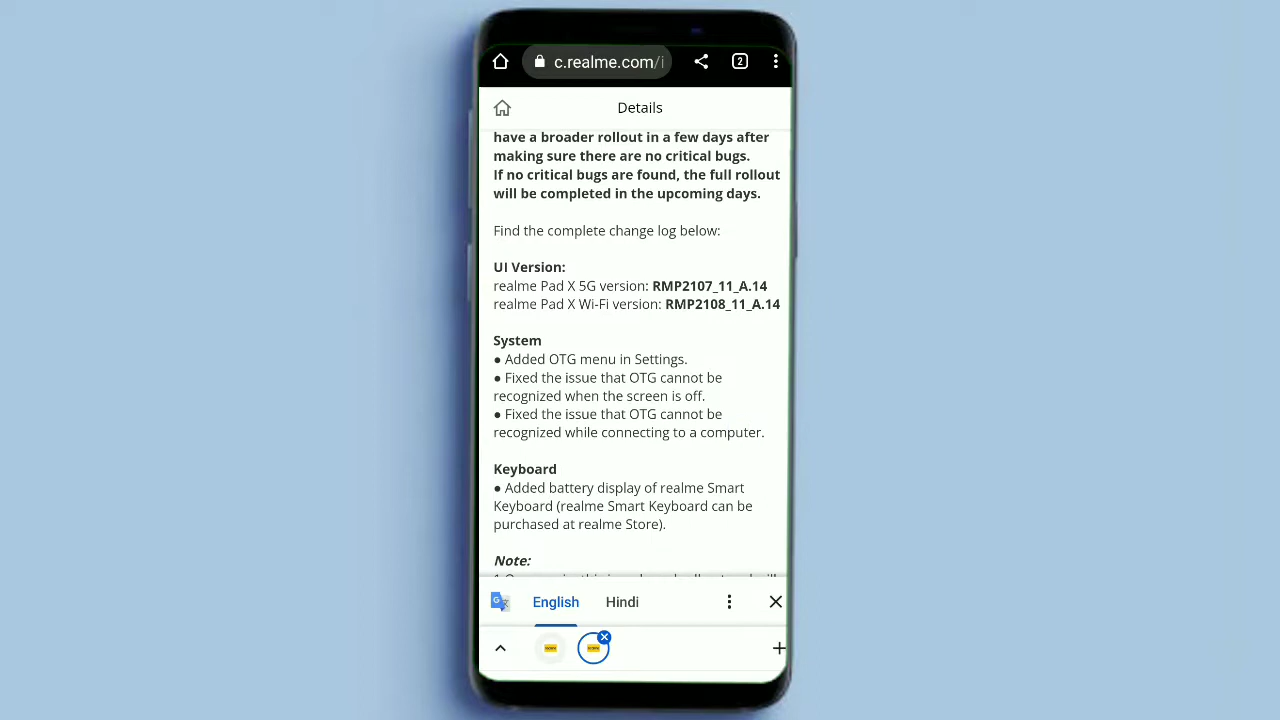 c.realme.com/i
2
Details
have a broader rollout in a few days after
making sure there are no critical bugs.
If no critical bugs are found, the full rollout
will be completed in the upcoming days.
Find the complete change log below:
UI Version:
realme Pad X 5G version: RMP2107_11_A.14
realme Pad X Wi-Fi version: RMP2108_11_A.14
System
● Added OTG menu in Settings.
● Fixed the issue that OTG cannot be
recognized when the screen is off.
● Fixed the issue that OTG cannot be
recognized while connecting to a computer.
Keyboard
● Added battery display of realme Smart
Keyboard (realme Smart Keyboard can be
purchased at realme Store).
Note:
English Hindi